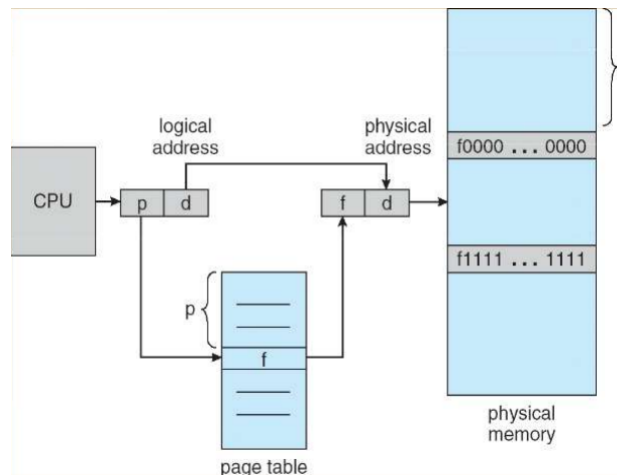 logical
address
physical
address
CPU
p
d
f
d
f0000 ... 0000
f1111 ... 1111
p
f
page table
physical
memory